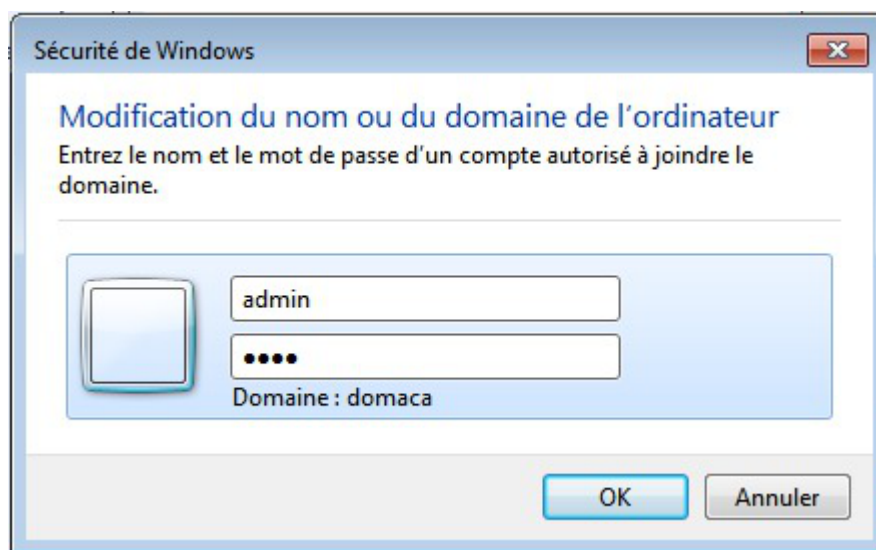 Sécurité de Windows
Modification du nom ou du domaine de l'ordinateur
Entrez le nom et le mot de passe d'un compte autorisé à joindre le
domaine.
admin
●●●●
Domaine : domaca
OK
Annuler